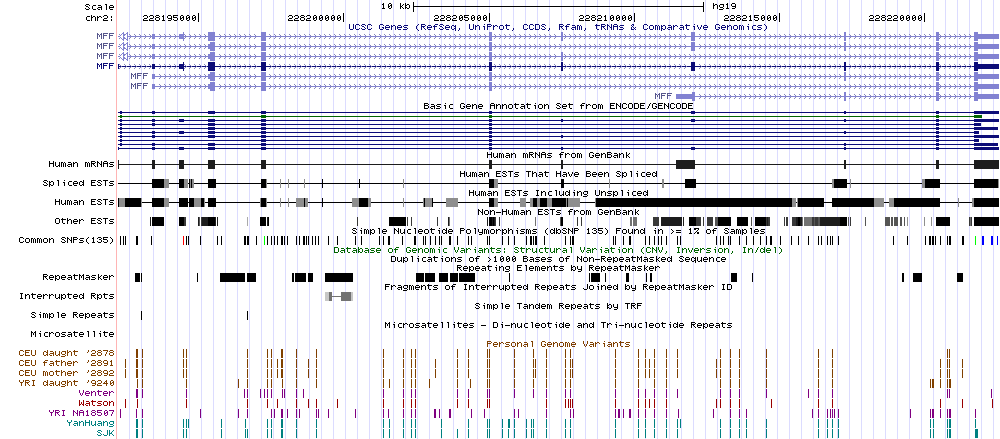 Scale 10 kb hg19
chr2: 228195000 228200000 228205000 228210000 228215000 228220000
UCSC Genes (RefSeq, UniProt, CCDS, Rfam, tRNAs & Comparative Genomics)
MFF
MFF
MFF
MFF
MFF
MFF
MFF
Basic Gene Annotation Set from ENCODE/GENCODE
Human mRNAs from GenBank
Human mRNAs
Human ESTs That Have Been Spliced
Spliced ESTs
Human ESTs Including Unspliced
Human ESTs
Non-Human ESTs from GenBank
Other ESTs
Simple Nucleotide Polymorphisms (dbSNP 135) Found in >= 1% of Samples
Common SNPs(135)
Database of Genomic Variants: Structural Variation (CNV, Inversion, In/del)
Duplications of >1000 Bases of Non-RepeatMasked Sequence
Repeating Elements by RepeatMasker
RepeatMasker
Fragments of Interrupted Repeats Joined by RepeatMasker ID
Interrupted Rpts
Simple Tandem Repeats by TRF
Simple Repeats
Microsatellites - Di-nucleotide and Tri-nucleotide Repeats
Microsatellite
Personal Genome Variants
CEU daught '2878
CEU father '2891
CEU mother '2892
YRI daught '9240
Venter
Watson
YRI NA18507
YanHuang
SJK